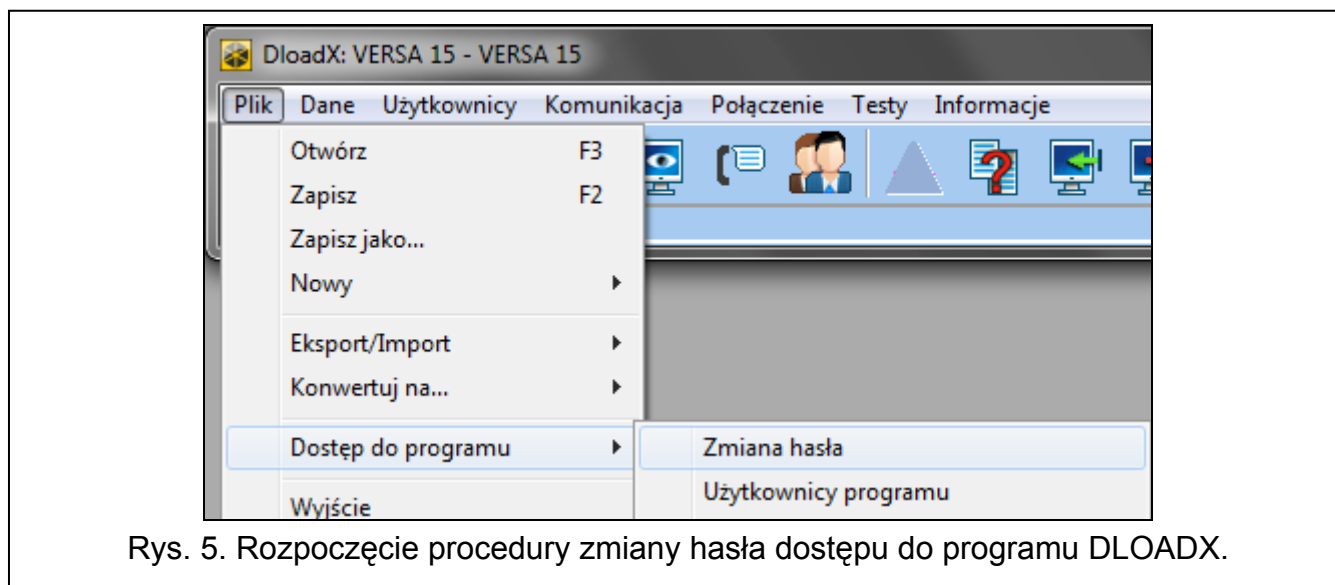 DloadX: VERSA 15 - VERSA 15
Plik Dane Użytkownicy Komunikacja Połączenie Testy Informacje
Otwórz F3
Zapisz F2
Zapisz jako...
Nowy
Eksport/Import
Konwertuj na...
Dostęp do programu
Zmiana hasła
Użytkownicy programu
Wyjście
Rys. 5. Rozpoczęcie procedury zmiany hasła dostępu do programu DLOADX.